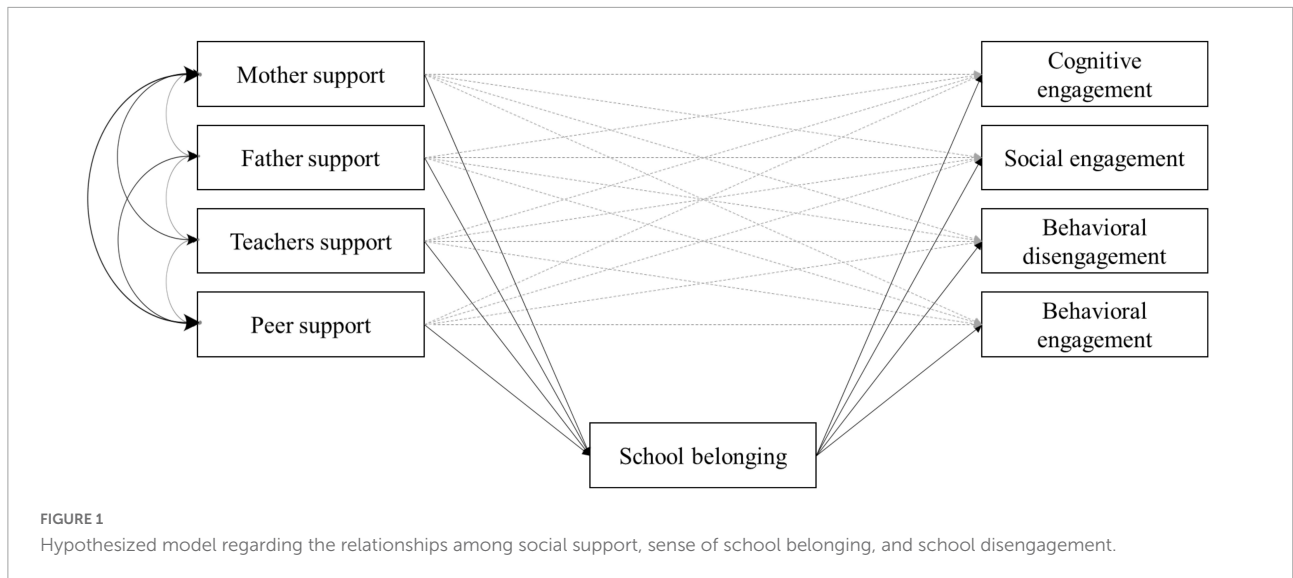 Mother support
Father support
Teachers support
Peer support
School belonging
Cognitive
engagement
Social engagement
Behavioral
disengagement
Behavioral
engagement
FIGURE 1
Hypothesized model regarding the relationships among social support, sense of school belonging, and school disengagement.